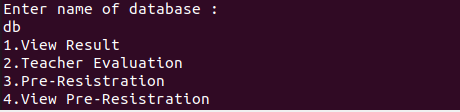 Enter name of database :
db
1.View Result
2.Teacher Evaluation
3.Pre-Resistration
4.View Pre-Resistration